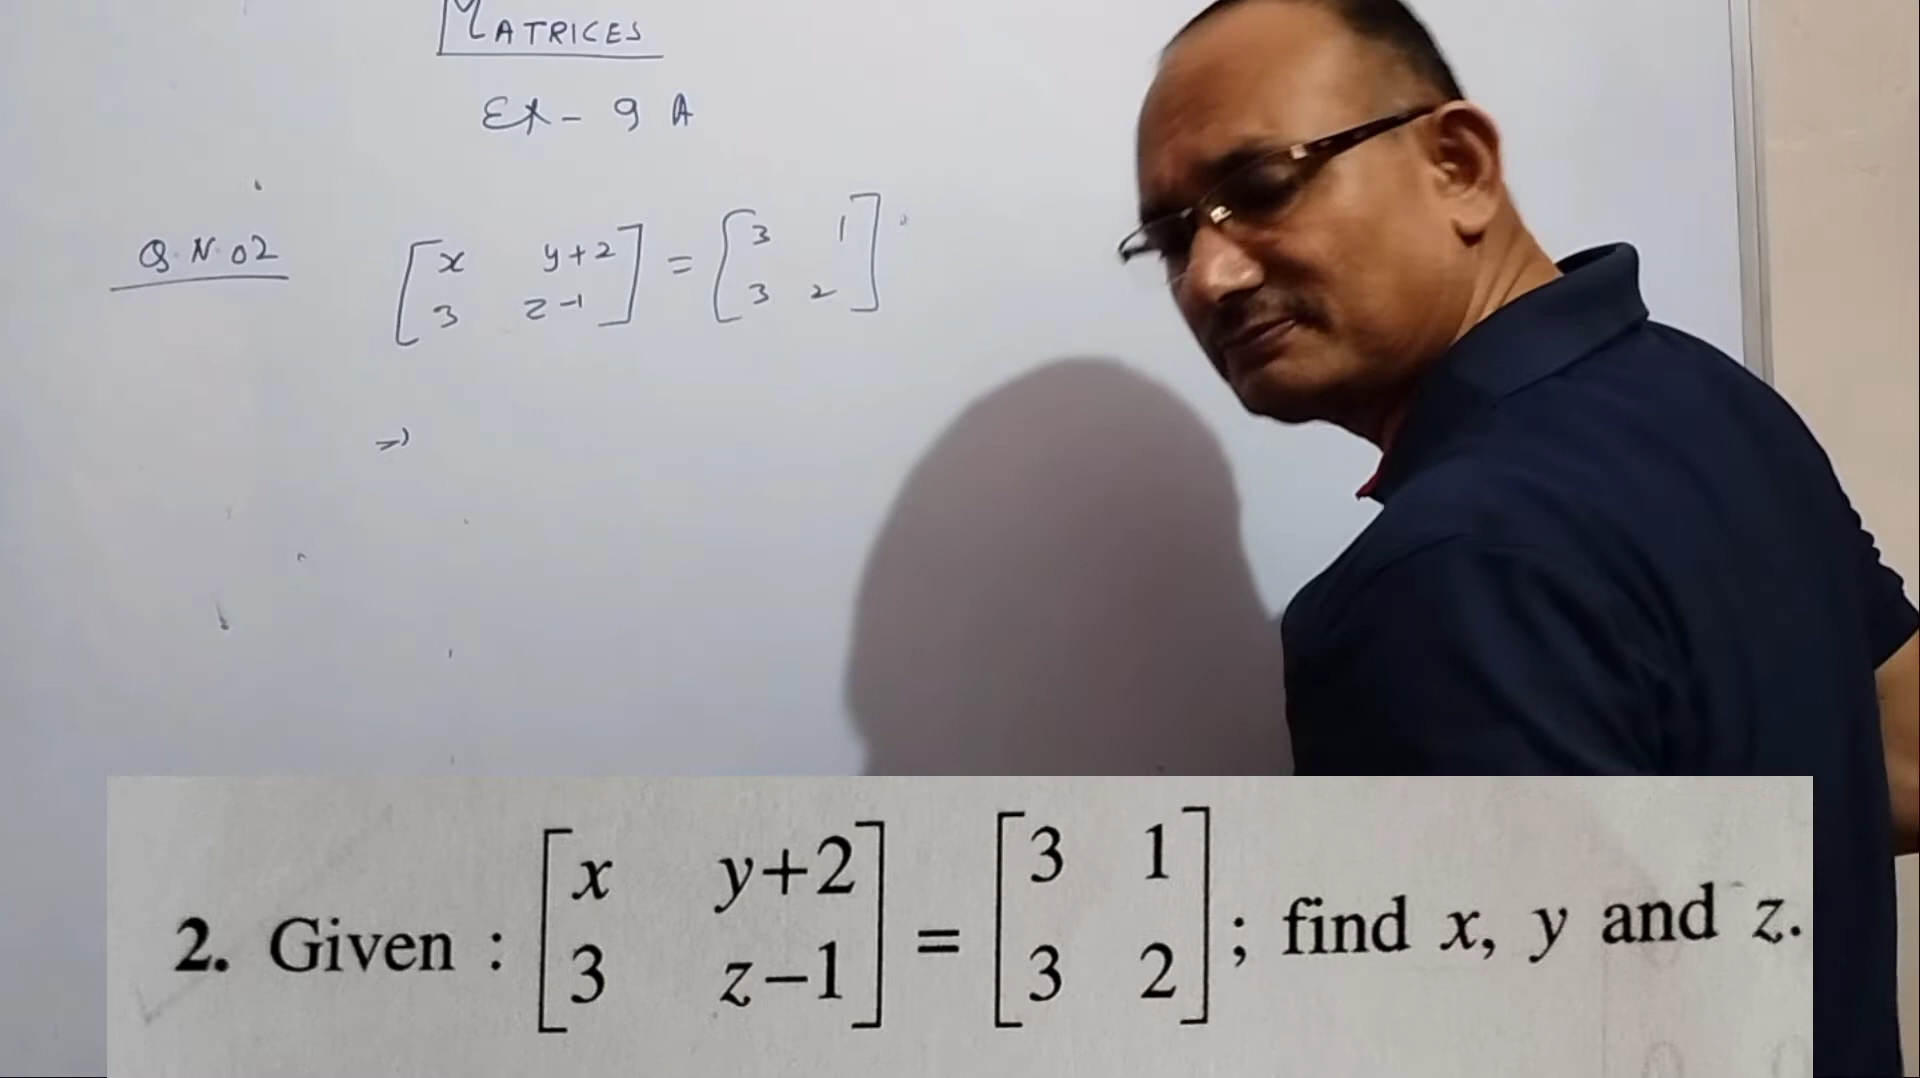 MATRICES
Ex - 9 A
Q.N.02 [x y+2] = [3 1]
[3 z-1] [3 2]
=>
2. Given : [x y+2] = [3 1] ; find x, y and z.
[3 z-1] [3 2]